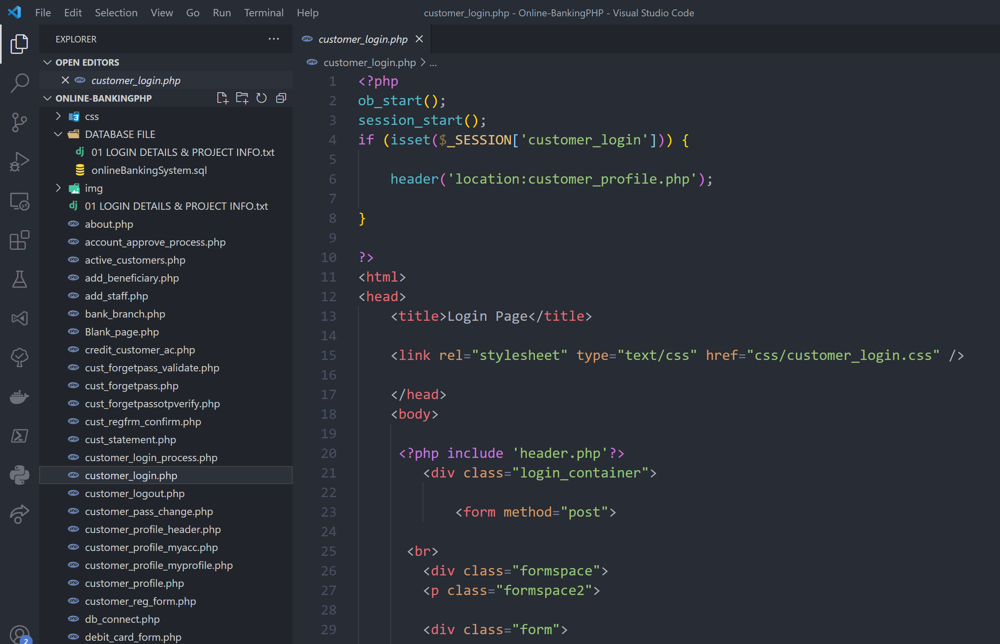 File Edit Selection View Go Run Terminal Help customer_login.php - Online-BankingPHP - Visual Studio Code
EXPLORER ...
OPEN EDITORS
customer_login.php
ONLINE-BANKINGPHP
css
DATABASE FILE
01 LOGIN DETAILS & PROJECT INFO.txt
onlineBankingSystem.sql
img
01 LOGIN DETAILS & PROJECT INFO.txt
about.php
account_approve_process.php
active_customers.php
add_beneficiary.php
add_staff.php
bank_branch.php
Blank_page.php
credit_customer_ac.php
cust_forgetpass_validate.php
cust_forgetpass.php
cust_forgetpassotpverify.php
cust_regfrm_confirm.php
cust_statement.php
customer_login_process.php
customer_login.php
customer_logout.php
customer_pass_change.php
customer_profile_header.php
customer_profile_myacc.php
customer_profile_myprofile.php
customer_profile.php
customer_reg_form.php
db_connect.php
debit_card_form.php
2
php customer_login.php
php customer_login.php > ...
1 <?php
2 ob_start();
3 session_start();
4 if (isset($_SESSION['customer_login'])) {
5
6 header('location:customer_profile.php');
7
8 }
9
10 ?>
11 <html>
12 <head>
13 <title>Login Page</title>
14
15 <link rel="stylesheet" type="text/css" href="css/customer_login.css" />
16
17 </head>
18 <body>
19
20 <?php include 'header.php'?>
21 <div class="login_container">
22
23 <form method="post">
24
25 <br>
26 <div class="formspace">
27 <p class="formspace2">
28
29 <div class="form">